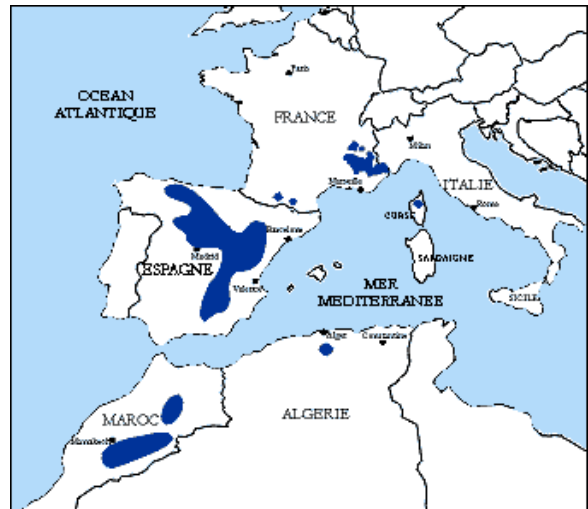 Paris
OCEAN
ATLANTIQUE
FRANCE
Milan
Marseille
ITALIE
CORSE
Rome
Barcelone
Madrid
ESPAGNE
SARDAIGNE
Valence
MER
MEDITERRANEE
SICILE
Alger
Constantine
MAROC
ALGERIE
Marrakech